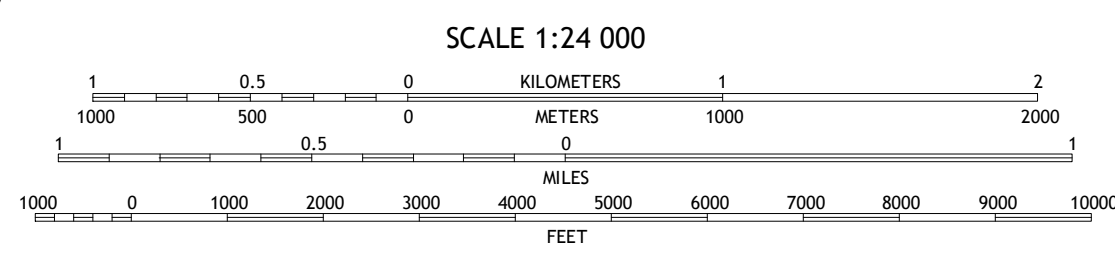 SCALE 1:24 000
1 0.5 0 KILOMETERS 1 2
1000 500 0 METERS 1000 2000
1 0.5 0 1
MILES
1000 0 1000 2000 3000 4000 5000 6000 7000 8000 9000 10000
FEET